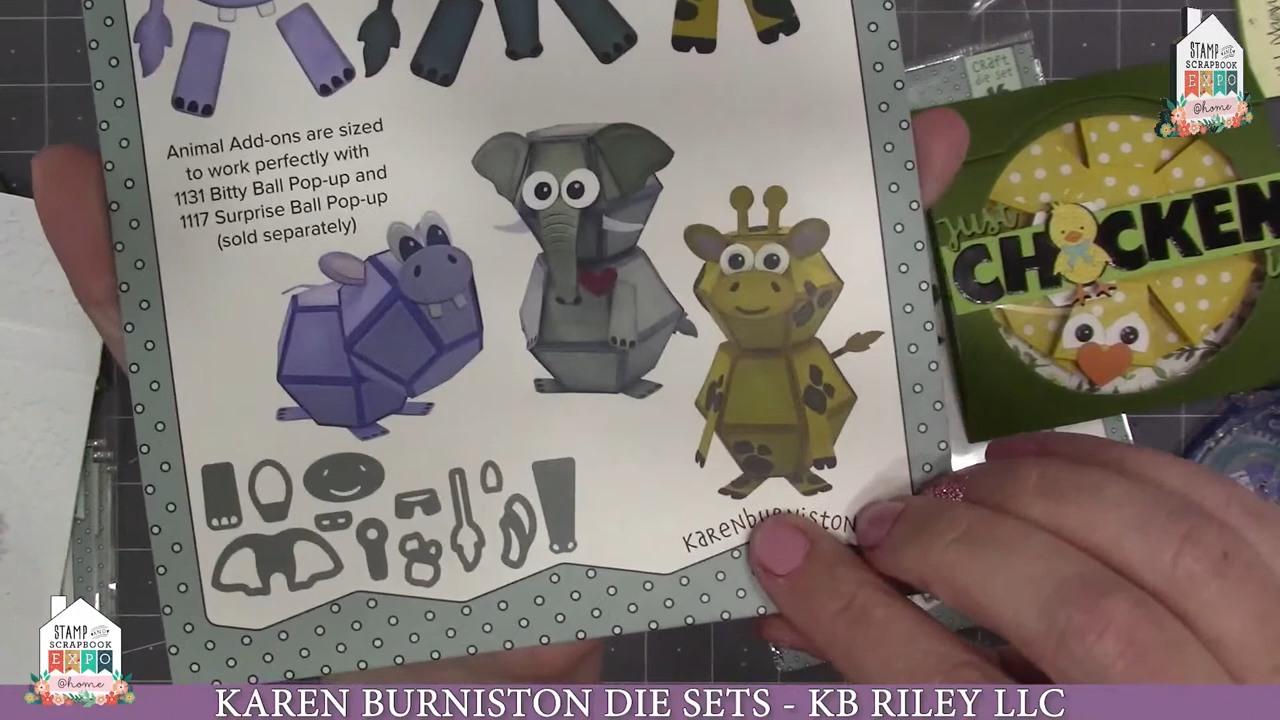 craft
die set
STAMP AND
SCRAPBOOK
EXPO
@home
Animal Add-ons are sized
to work perfectly with
1131 Bitty Ball Pop-up and
1117 Surprise Ball Pop-up
(sold separately)
just
CHICKEN
karenburniston
STAMP AND
SCRAPBOOK
EXPO
@home
KAREN BURNISTON DIE SETS - KB RILEY LLC